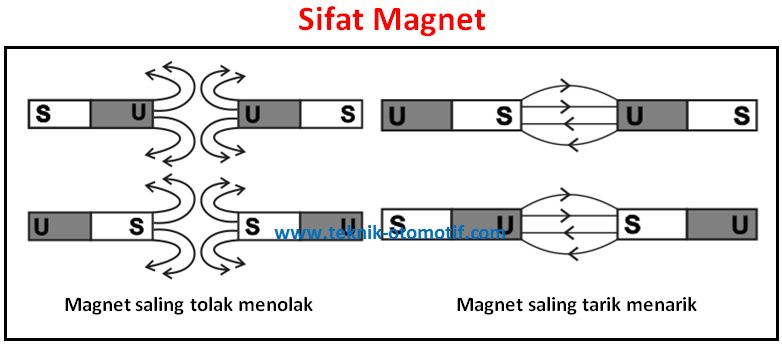 Sifat Magnet
S U U S U S U S
U S S U S U S U
www.teknik-otomotif.com
Magnet saling tolak menolak
Magnet saling tarik menarik